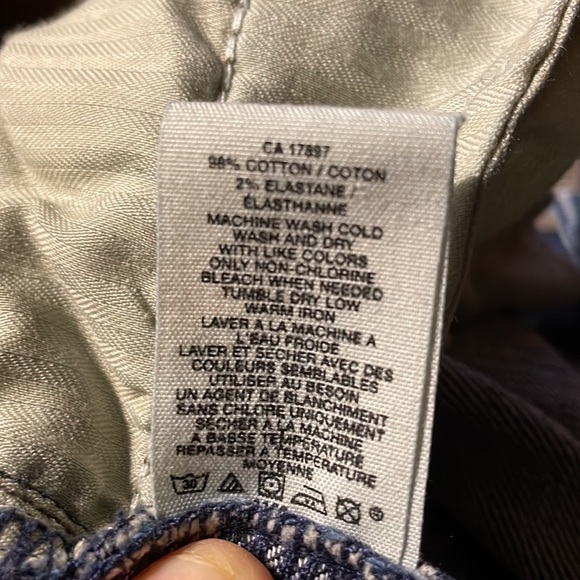 CA 17897
98% COTTON / COTON
2% ELASTANE /
ÉLASTHANNE
MACHINE WASH COLD
WASH AND DRY
WITH LIKE COLORS
ONLY NON-CHLORINE
BLEACH WHEN NEEDED
TUMBLE DRY LOW
WARM IRON
LAVER A LA MACHINE A
L'EAU FROIDE
LAVER ET SECHER AVEC DES
COULEURS SEMBLABLES
UTILISER AU BESOIN
UN AGENT DE BLANCHIMENT
SANS CHLORE UNIQUEMENT
SÉCHER A LA MACHINE
A BASSE TEMPÉRATURE
REPASSER A TEMPÉRATURE
MOYENNE
30